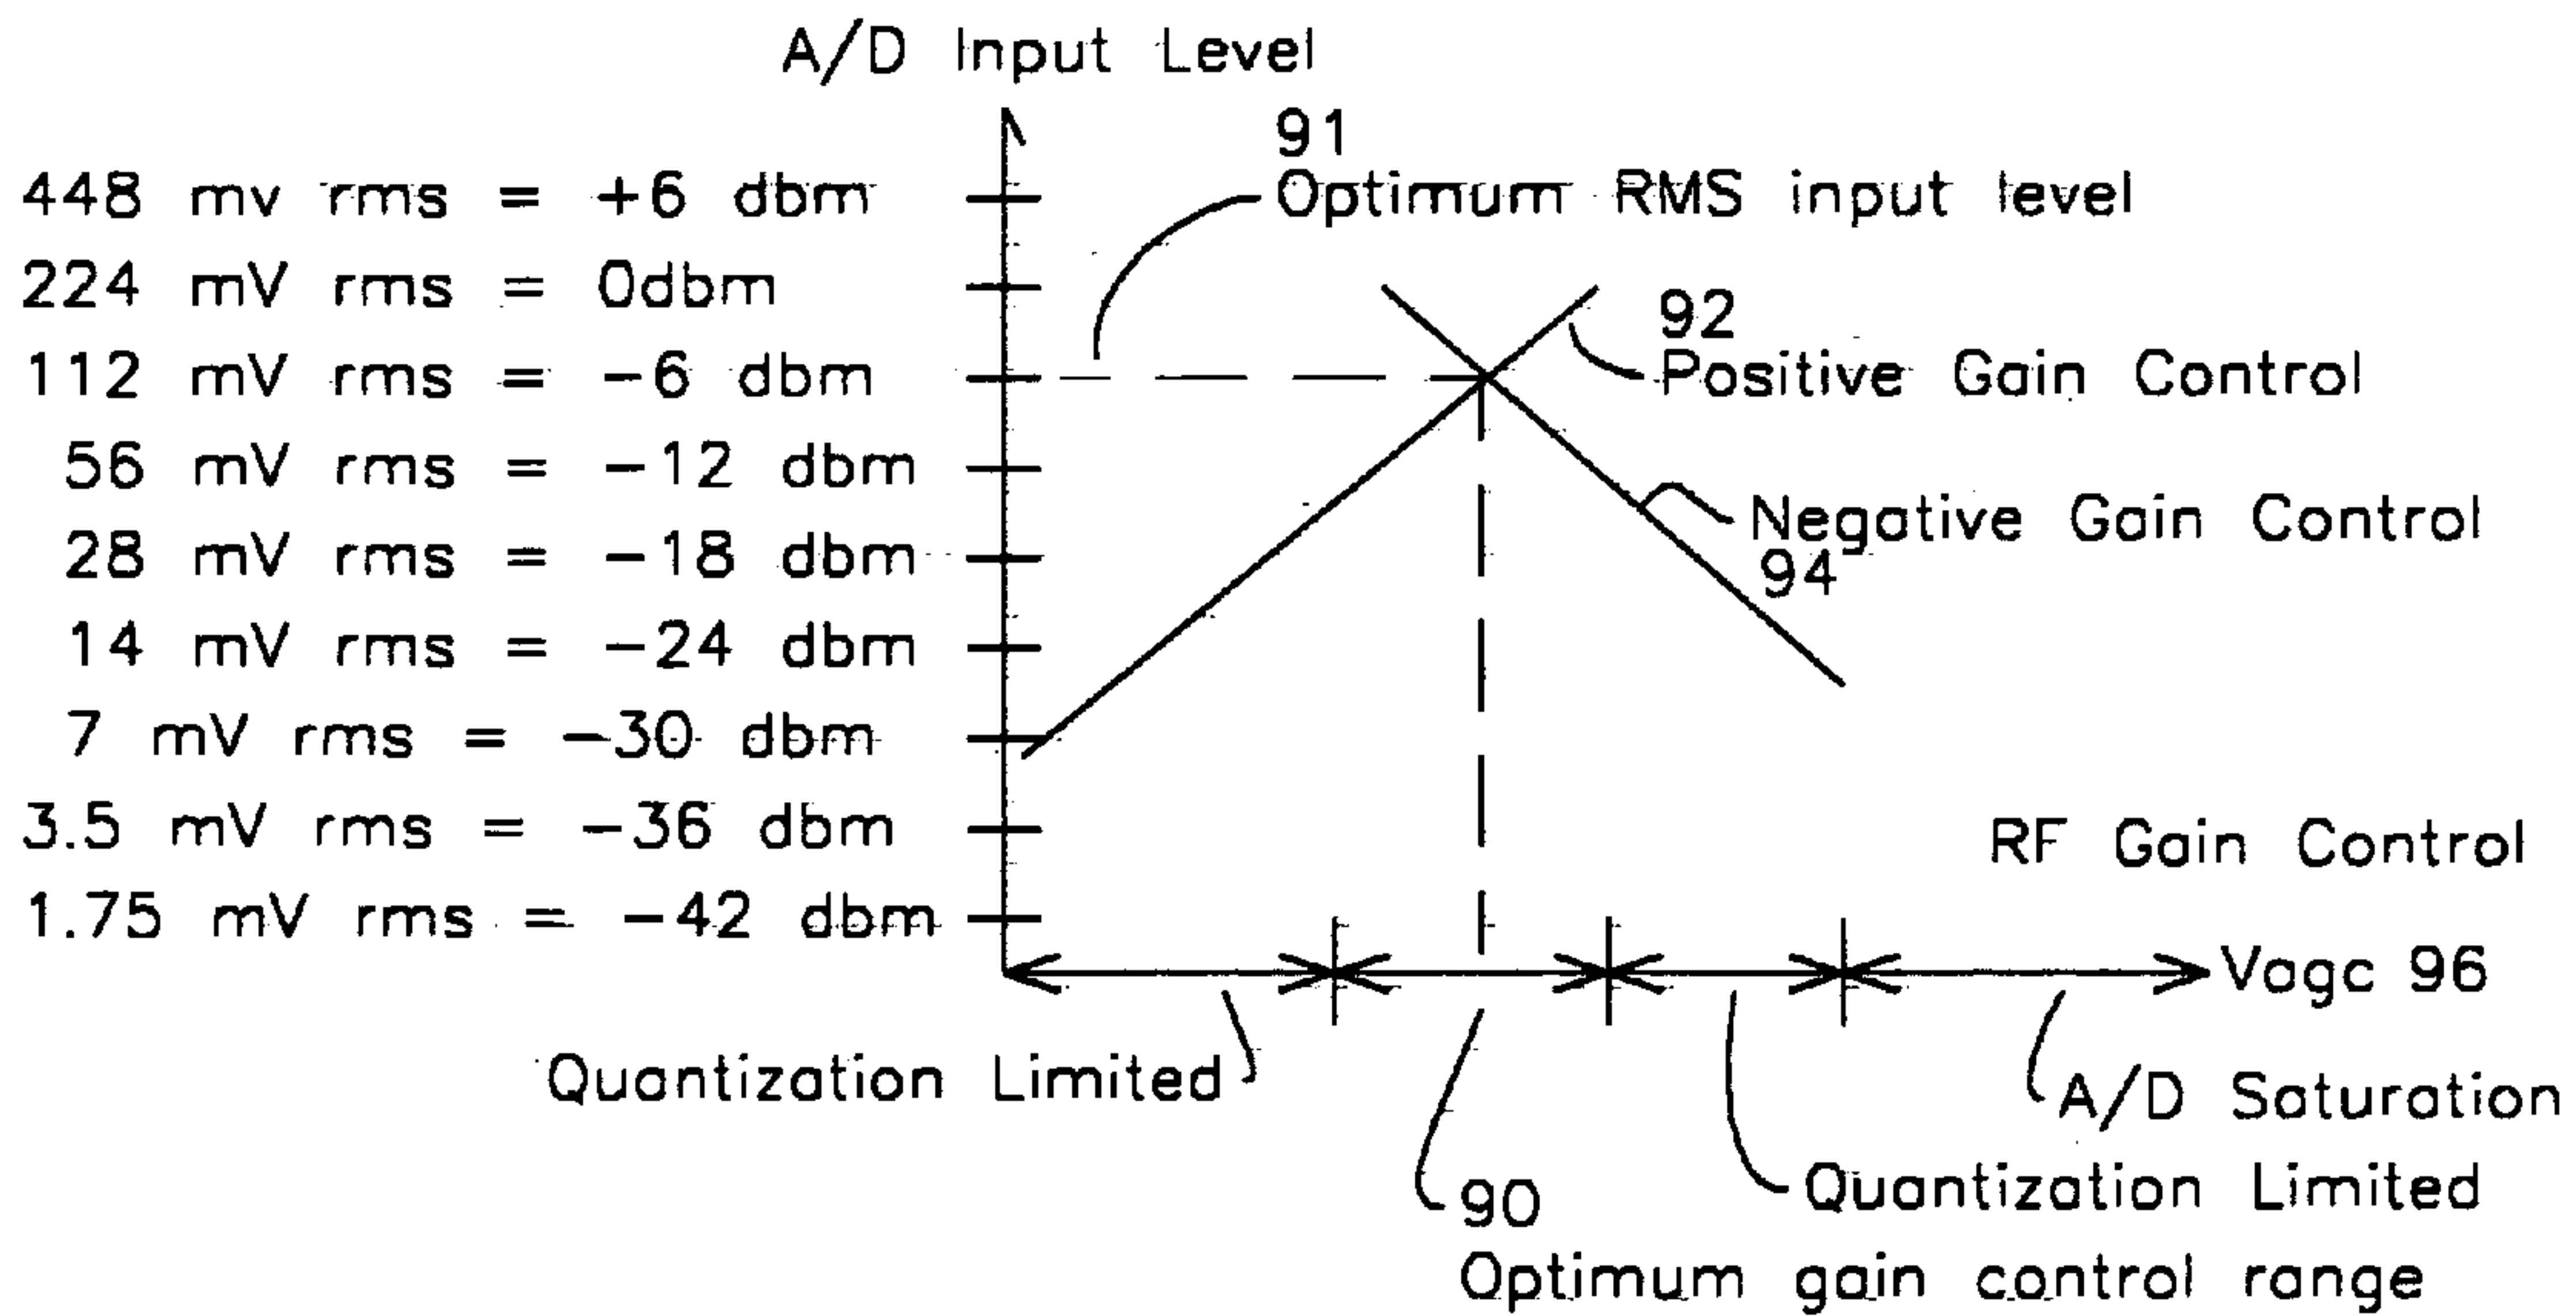 A/D Input Level
91
448 mv rms = +6 dbm
Optimum RMS input level
224 mV rms = 0dbm
92
112 mV rms = -6 dbm
Positive Gain Control
56 mV rms = -12 dbm
Negative Gain Control
28 mV rms = -18 dbm
94
14 mV rms = -24 dbm
7 mV rms = -30 dbm
3.5 mV rms = -36 dbm
RF Gain Control
1.75 mV rms = -42 dbm
Vagc 96
Quantization Limited
A/D Saturation
Quantization Limited
90
Optimum gain control range